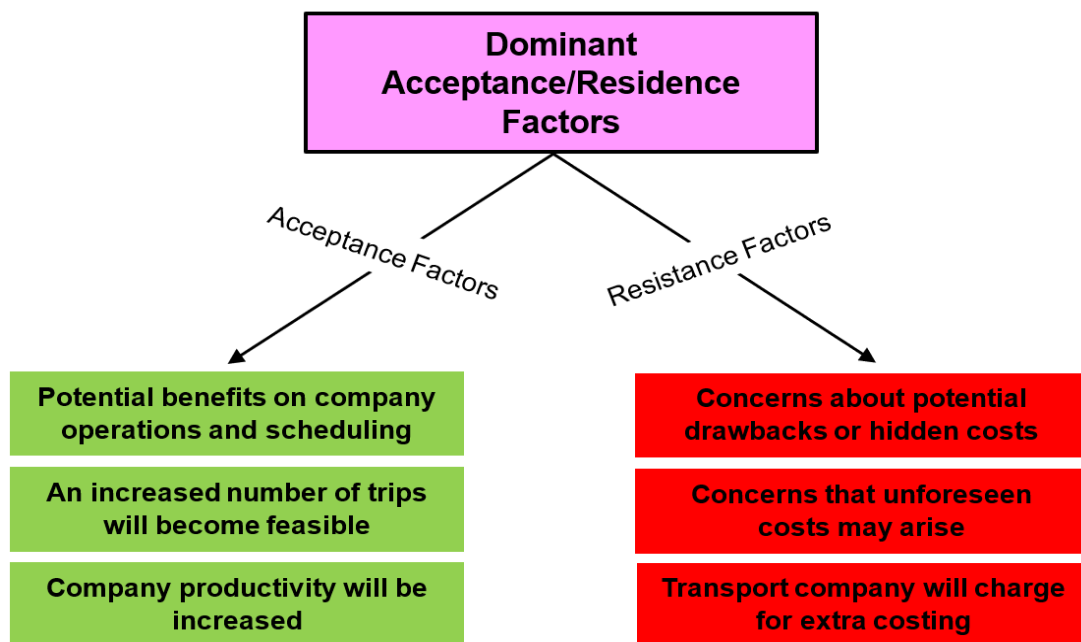 Dominant
Acceptance/Residence
Factors
Acceptance Factors
Resistance Factors
Potential benefits on company
operations and scheduling
An increased number of trips
will become feasible
Company productivity will be
increased
Concerns about potential
drawbacks or hidden costs
Concerns that unforeseen
costs may arise
Transport company will charge
for extra costing